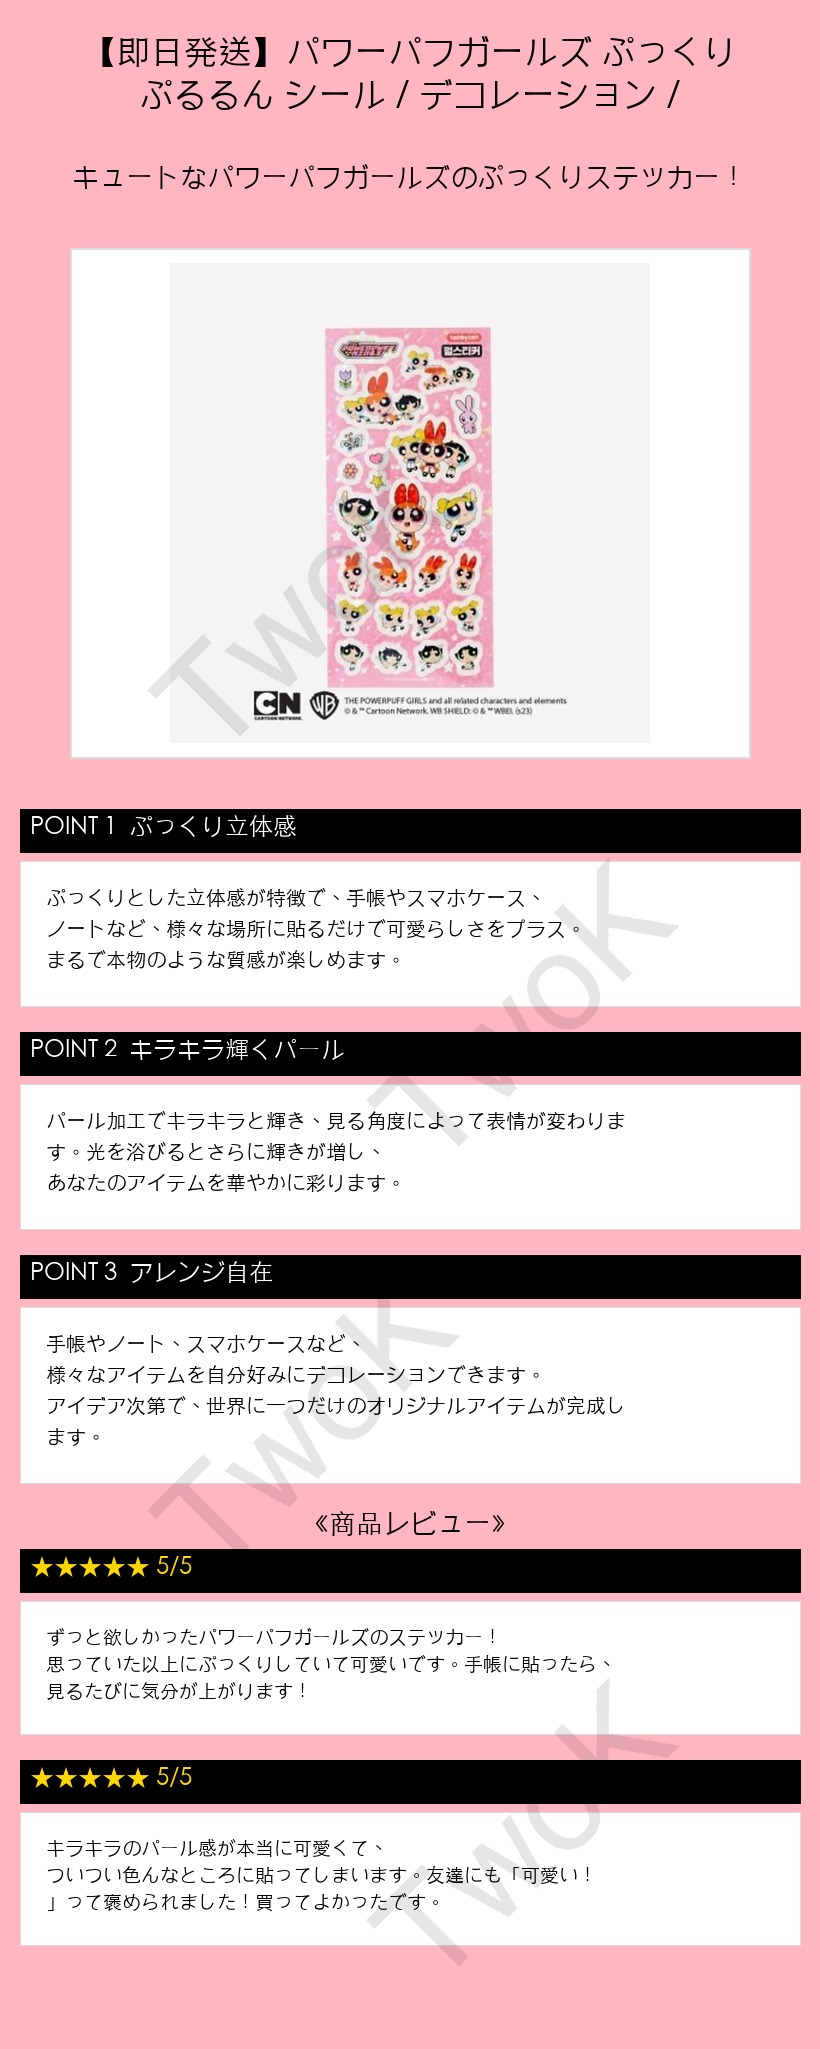 【即日発送】パワーパフガールズ ぷっくり
ぷるるん シール / デコレーション /
キュートなパワーパフガールズのぷっくりステッカー！
POWERPUFF GIRLS
펄스티커
CN
CARTOON NETWORK
WB
THE POWERPUFF GIRLS and all related characters and elements
© & ™ Cartoon Network. WB SHIELD: © & ™ WBEI. (s23)
TwoK
POINT 1 ぷっくり立体感
ぷっくりとした立体感が特徴で、手帳やスマホケース、
ノートなど、様々な場所に貼るだけで可愛らしさをプラス。
まるで本物のような質感が楽しめます。
TwoK
POINT 2 キラキラ輝くパール
パール加工でキラキラと輝き、見る角度によって表情が変わりま
す。光を浴びるとさらに輝きが増し、
あなたのアイテムを華やかに彩ります。
POINT 3 アレンジ自在
手帳やノート、スマホケースなど、
様々なアイテムを自分好みにデコレーションできます。
アイデア次第で、世界に一つだけのオリジナルアイテムが完成し
ます。
TwoK
《商品レビュー》
★★★★★ 5/5
ずっと欲しかったパワーパフガールズのステッカー！
思っていた以上にぷっくりしていて可愛いです。手帳に貼ったら、
見るたびに気分が上がります！
★★★★★ 5/5
キラキラのパール感が本当に可愛くて、
ついつい色んなところに貼ってしまいます。友達にも「可愛い！
」って褒められました！買ってよかったです。
TwoK